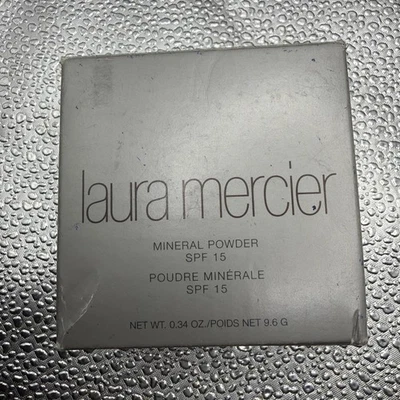 laura mercier
MINERAL POWDER
SPF 15
POUDRE MINÉRALE
SPF 15
NET WT. 0.34 OZ./POIDS NET 9.6 G